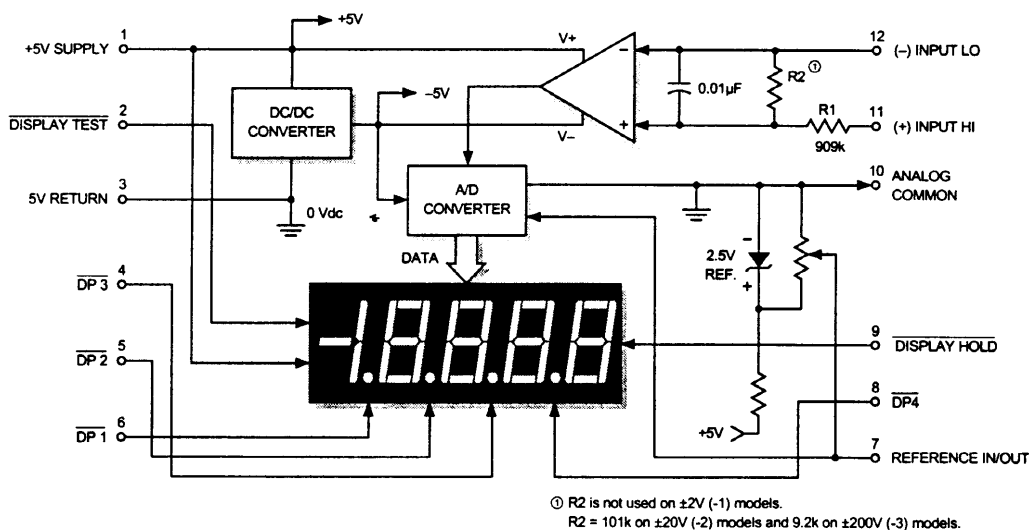 +5V
+5V SUPPLY 1
V+
12 (–) INPUT LO
DC/DC
CONVERTER
–5V
0.01µF
R2 ①
DISPLAY TEST 2
V–
R1
909k
11 (+) INPUT HI
5V RETURN 3
0 Vdc
A/D
CONVERTER
10 ANALOG
COMMON
DATA
2.5V
REF.
–
+
DP 3 4
-1.8.8.8.8
DP 2 5
9 DISPLAY HOLD
DP 1 6
8 DP4
+5V
7 REFERENCE IN/OUT
① R2 is not used on ±2V (-1) models.
R2 = 101k on ±20V (-2) models and 9.2k on ±200V (-3) models.